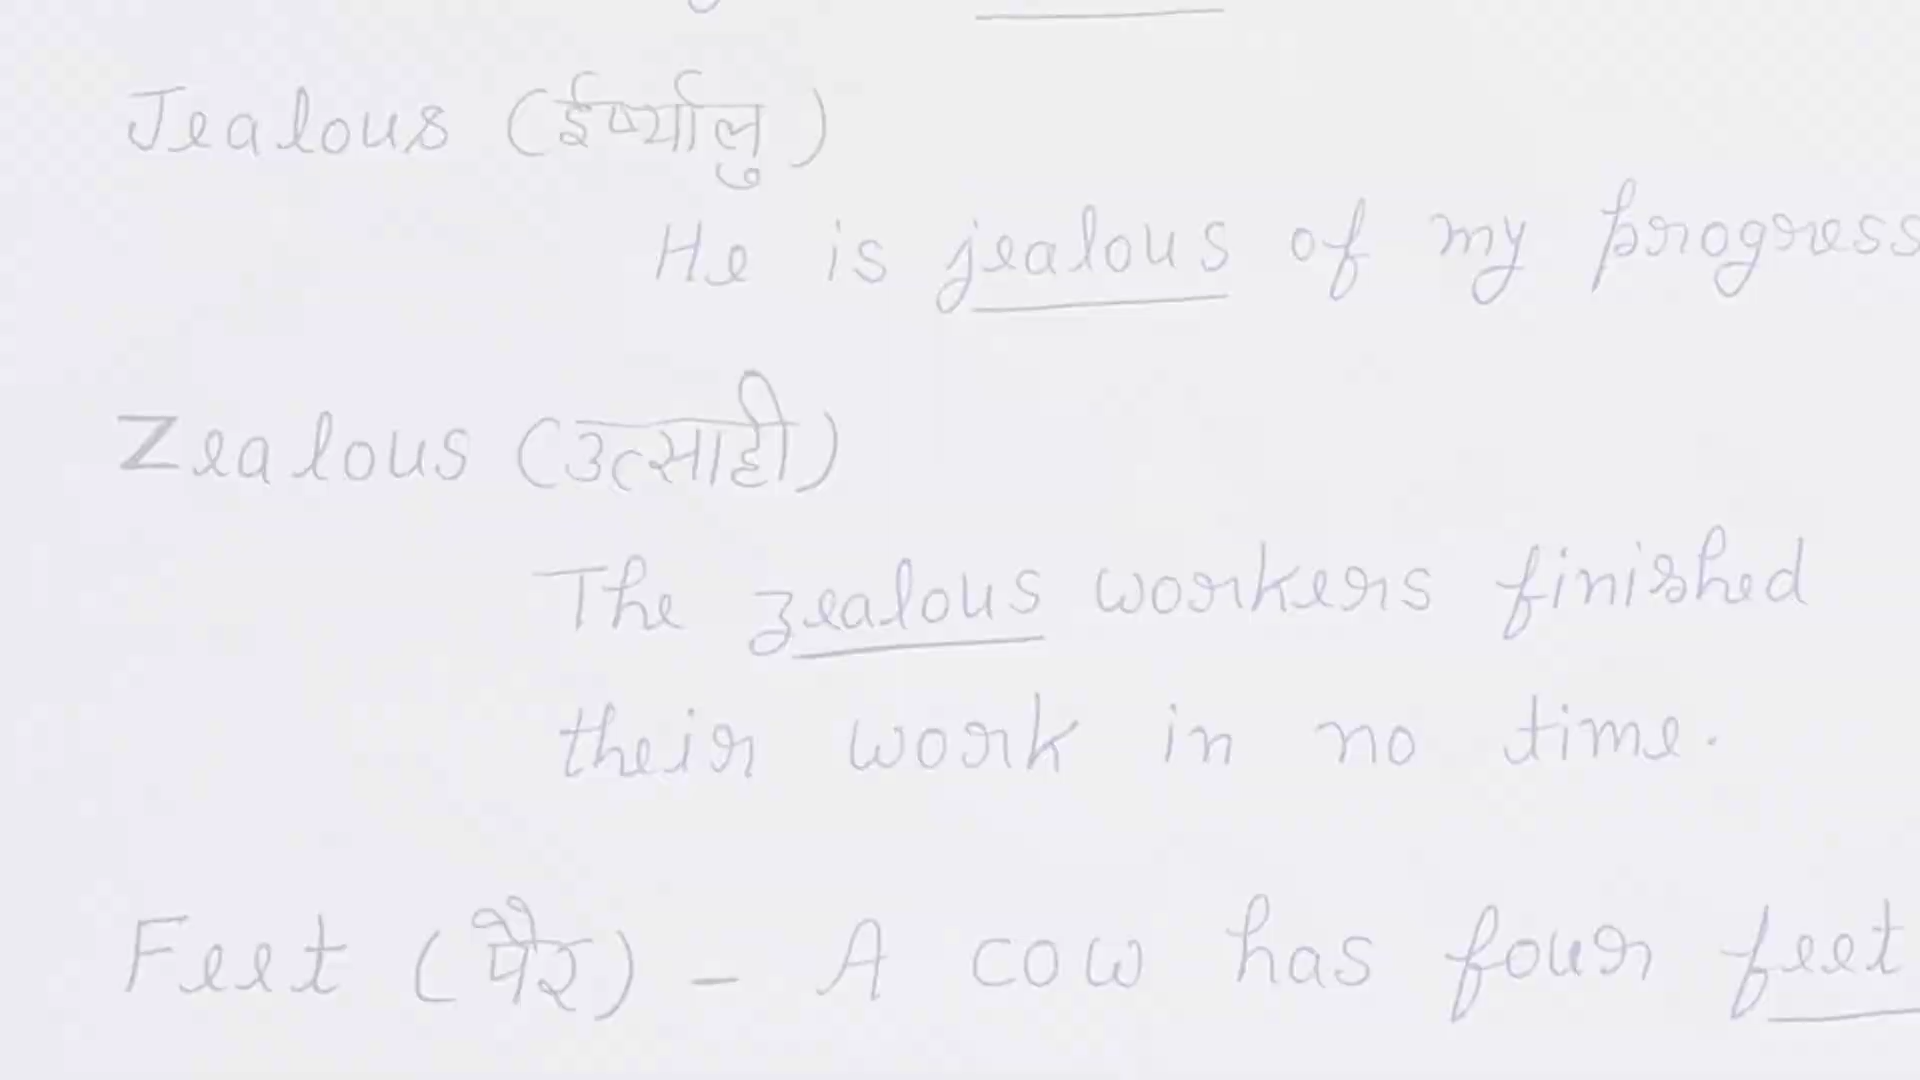 Jealous (ईर्ष्यालु)
He is jealous of my progress
Zealous (उत्साही)
The zealous workers finished
their work in no time.
Feet (पैर) - A cow has four feet